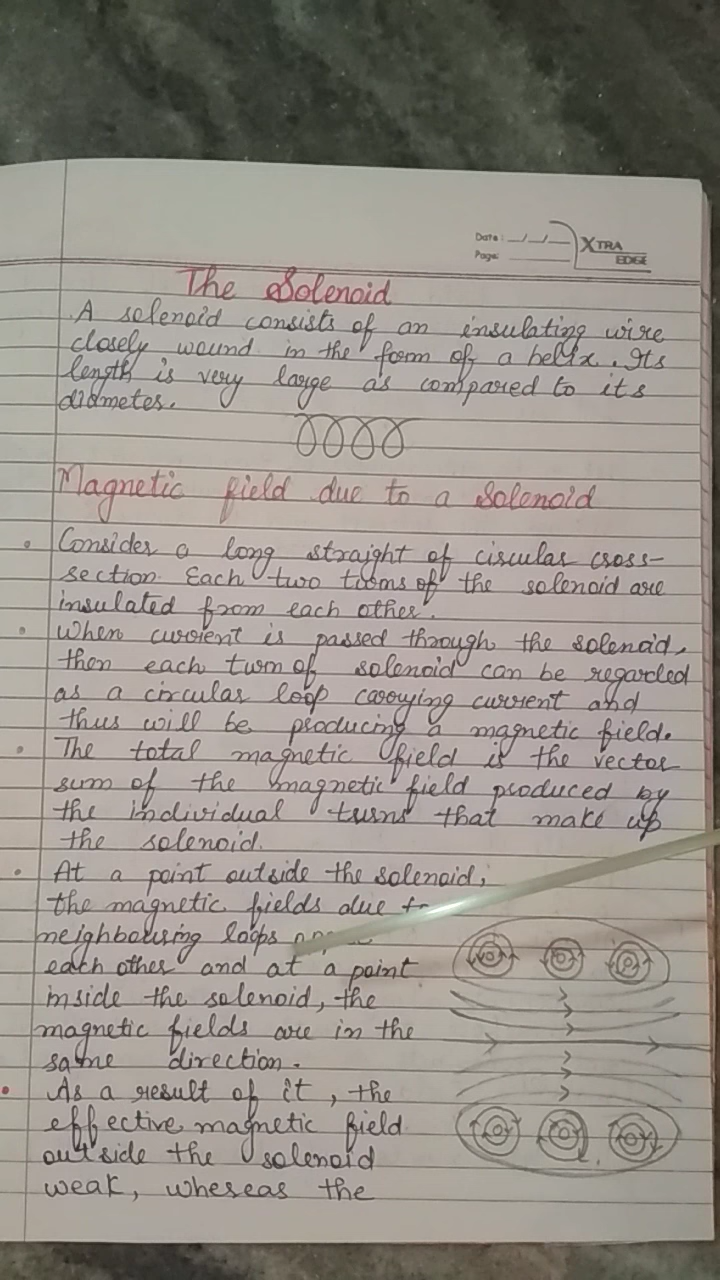 Date: __/__/__
Page: ______
XTRA
EDGE
The Solenoid
A solenoid consists of an insulating wire
closely wound in the form of a helix. Its
length is very large as compared to its
diameter.
Magnetic field due to a Solenoid
• Consider a long straight of circular cross-
section. Each two turns of the solenoid are
insulated from each other.
• When current is passed through the solenoid,
then each turn of solenoid can be regarded
as a circular loop carrying current and
thus will be producing a magnetic field.
• The total magnetic field is the vector
sum of the magnetic field produced by
the individual turns that make up
the solenoid.
• At a point outside the solenoid,
the magnetic fields due
neighbouring loops
each other and at a point
inside the solenoid, the
magnetic fields are in the
same direction.
• As a result of it, the
effective magnetic field
outside the solenoid
weak, whereas the